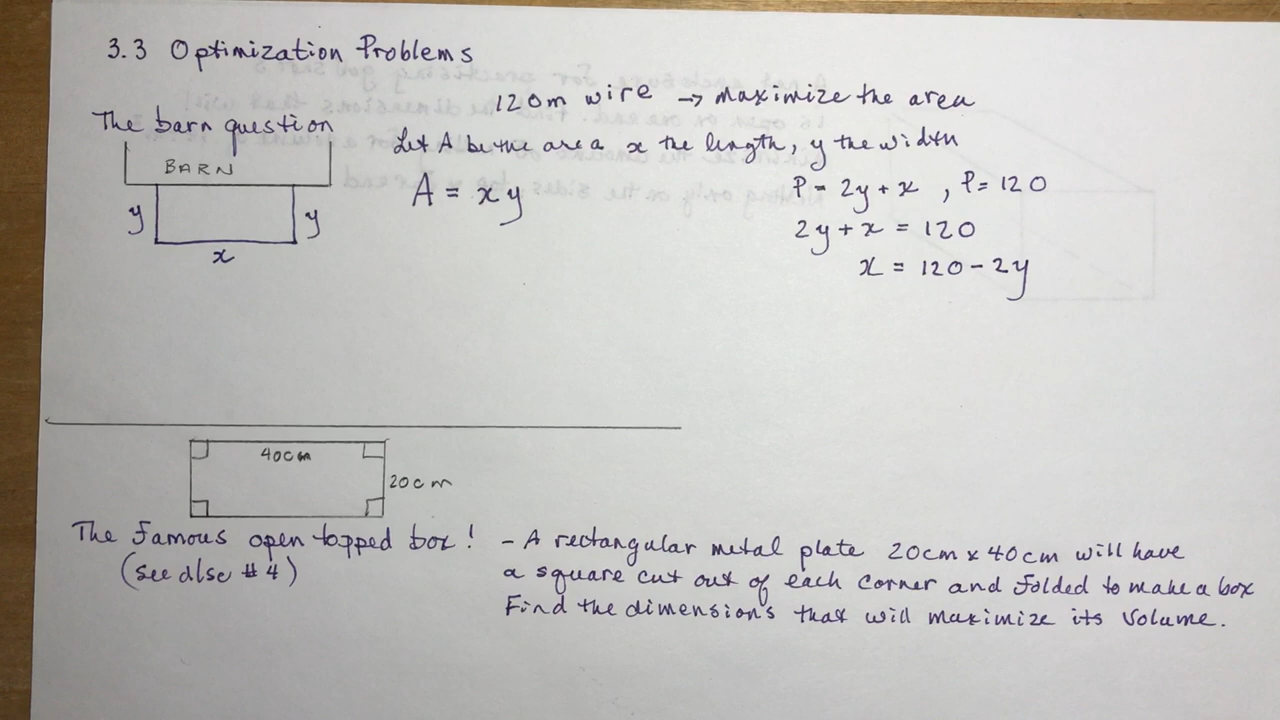 3.3 Optimization Problems
120m wire → maximize the area
The barn question
Let A be the area x the length, y the width
BARN
A = xy
P = 2y + x , P = 120
y
y
2y + x = 120
x
x = 120 - 2y
40cm
20cm
The Famous open topped box!
(see disc #4)
- A rectangular metal plate 20cm x 40cm will have
a square cut out of each corner and folded to make a box
Find the dimensions that will maximize its Volume.